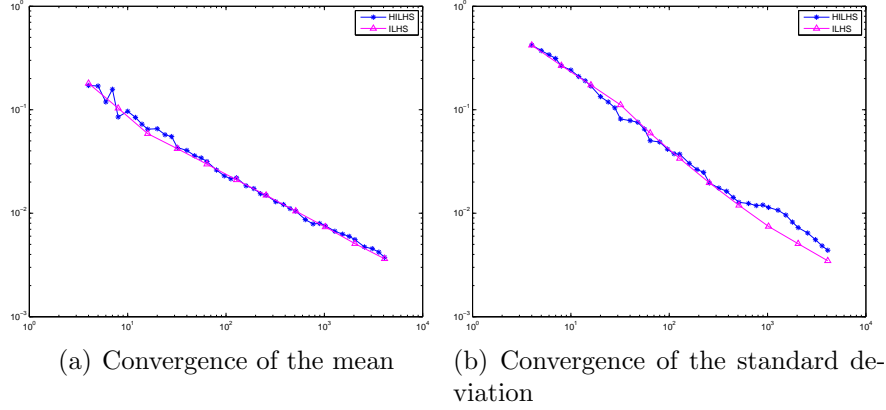 10^0
10^-1
10^-2
10^-3
10^0 10^1 10^2 10^3 10^4
HILHS
ILHS
(a) Convergence of the mean
10^0
10^-1
10^-2
10^-3
10^0 10^1 10^2 10^3 10^4
HILHS
ILHS
(b) Convergence of the standard de-
viation